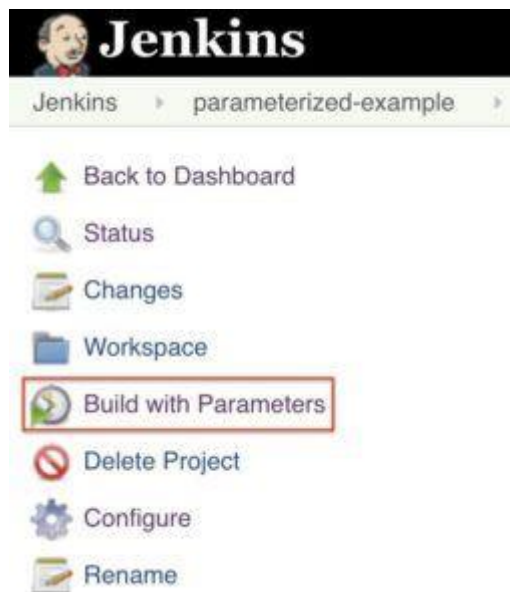 Jenkins
Jenkins parameterized-example
Back to Dashboard
Status
Changes
Workspace
Build with Parameters
Delete Project
Configure
Rename